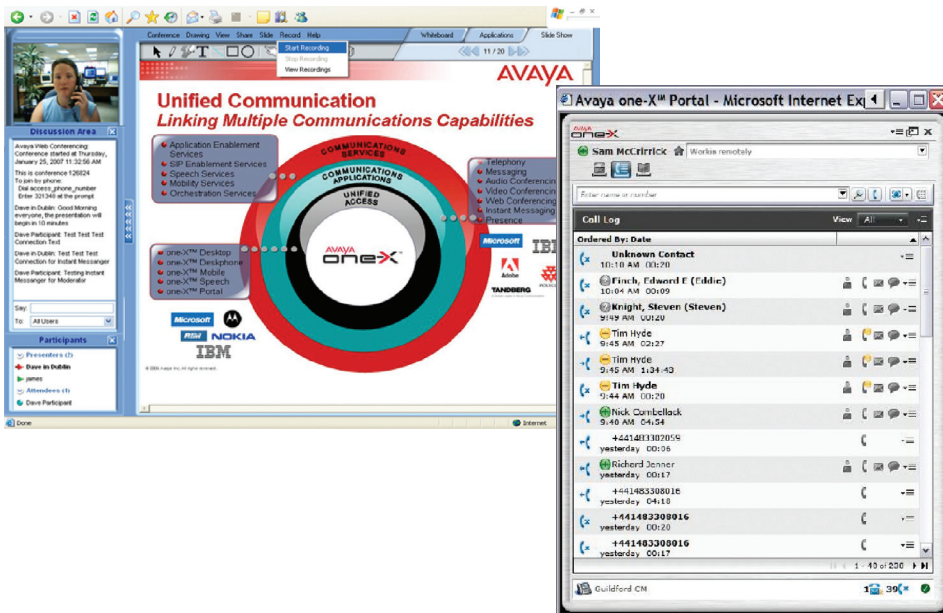 Conference Drawing View Share Slide Record Help
Whiteboard
Applications
Slide Show
Start Recording
Stop Recording
View Recordings
11 / 20
AVAYA
Unified Communication
Linking Multiple Communications Capabilities
Application Enablement
Services
SIP Enablement Services
Speech Services
Mobility Services
Orchestration Services
COMMUNICATIONS
SERVICES
COMMUNICATIONS
APPLICATIONS
UNIFIED
ACCESS
AVAYA
one-X™
Telephony
Messaging
Audio Conferencing
Video Conferencing
Web Conferencing
Instant Messaging
Presence
one-X™ Desktop
one-X™ Deskphone
one-X™ Mobile
one-X™ Speech
one-X™ Portal
Microsoft
IBM
Adobe
TANDBERG
Microsoft
NOKIA
IBM
Discussion Area
Avaya Web Conferencing:
Conference started at Thursday,
January 25, 2007 11:32:56 AM
This is conference 126824
To join by phone:
Dial access_phone_number
Enter 321348 at the prompt
Dave in Dublin: Good Morning
everyone, the presentation will
begin in 10 minutes
Dave Participant: Test Test Test
Connection Text
Dave in Dublin: Test Test Test
Connection for Instant Messanger
Dave Participant: Testing Instant
Messanger for Moderator
Say:
To: All Users
Participants
Presenters (2)
Dave in Dublin
james
Attendees (1)
Dave Participant
Done
Internet
Avaya one-X™ Portal - Microsoft Internet Exp
AVAYA
one-X
Sam McCrirrick
Workin remotely
Enter name or number
Call Log
View All
Ordered By: Date
Unknown Contact
10:10 AM 00:20
Finch, Edward E (Eddie)
10:04 AM 00:09
Knight, Steven (Steven)
9:49 AM 00:20
Tim Hyde
9:45 AM 02:27
Tim Hyde
9:45 AM 1:34:43
Tim Hyde
9:44 AM 00:20
Nick Combellack
9:40 AM 04:54
+441483302059
yesterday 00:06
Richard Jenner
yesterday 00:17
+441483308016
yesterday 04:18
+441483308016
yesterday 00:20
+441483308016
yesterday 00:17
1 - 40 of 230
Guildford CM
1
39